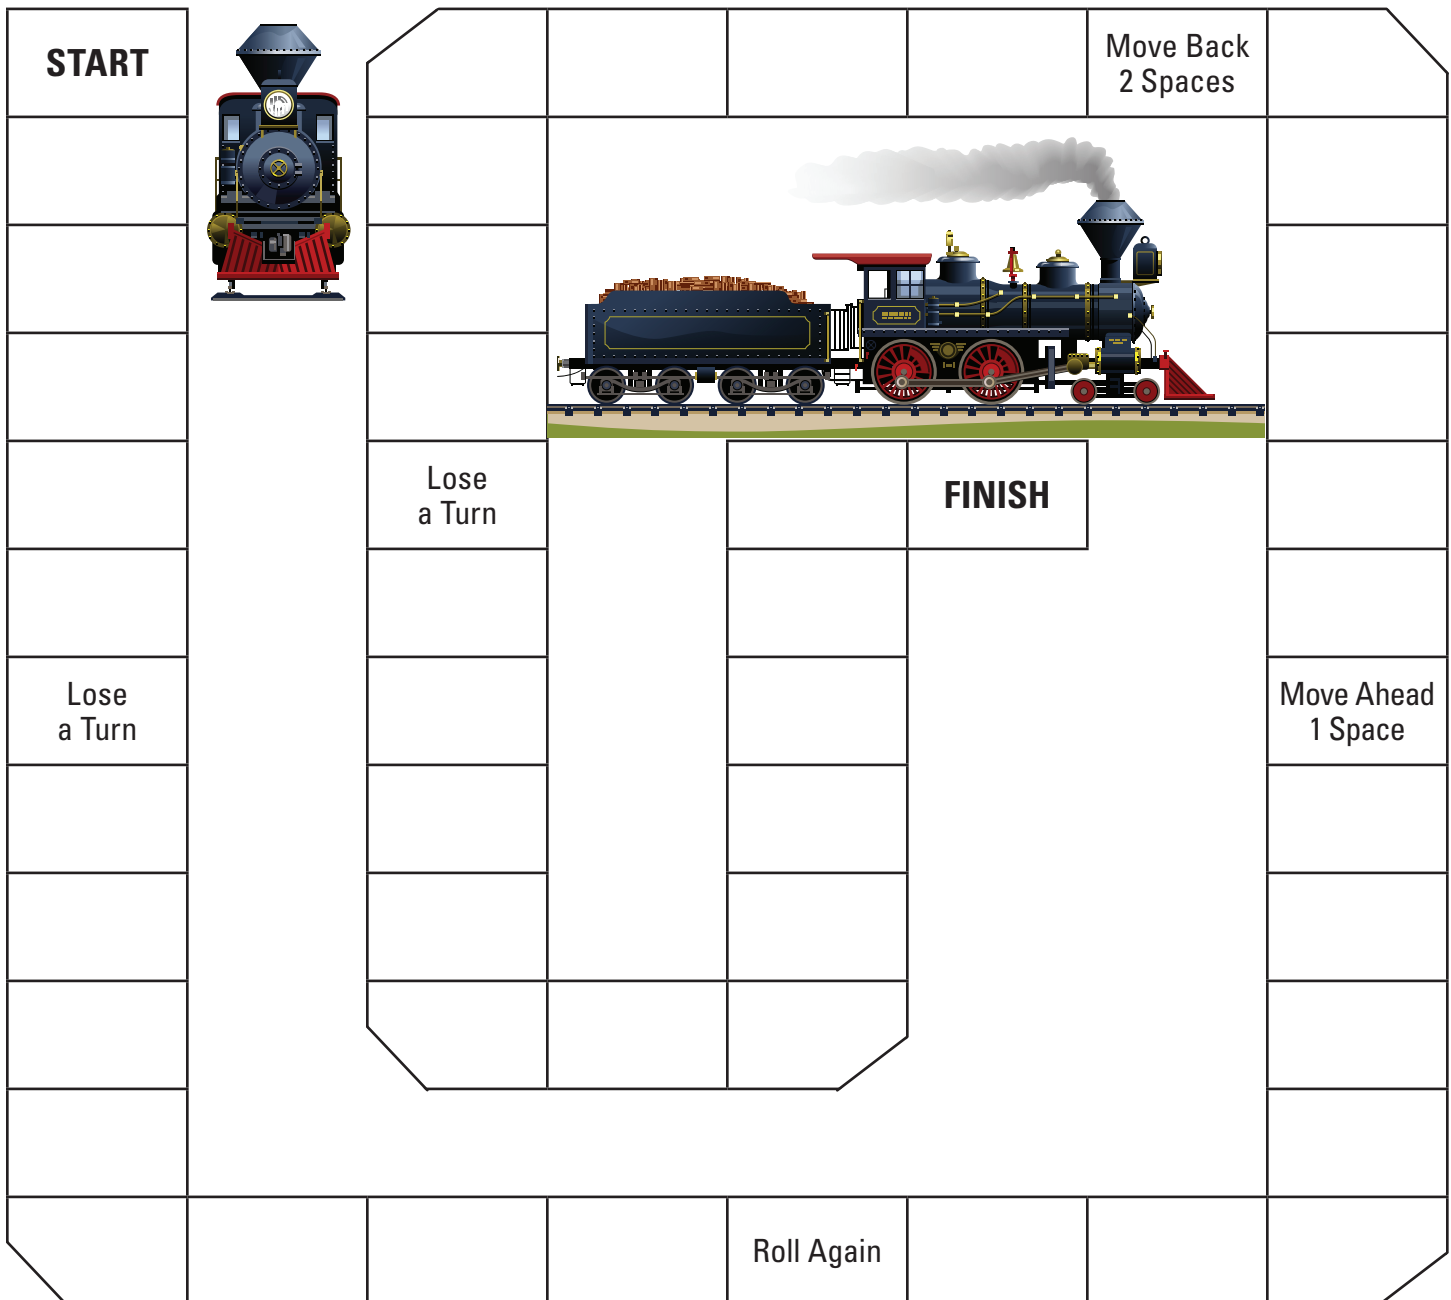 START
Move Back
2 Spaces
Lose
a Turn
FINISH
Lose
a Turn
Move Ahead
1 Space
Roll Again